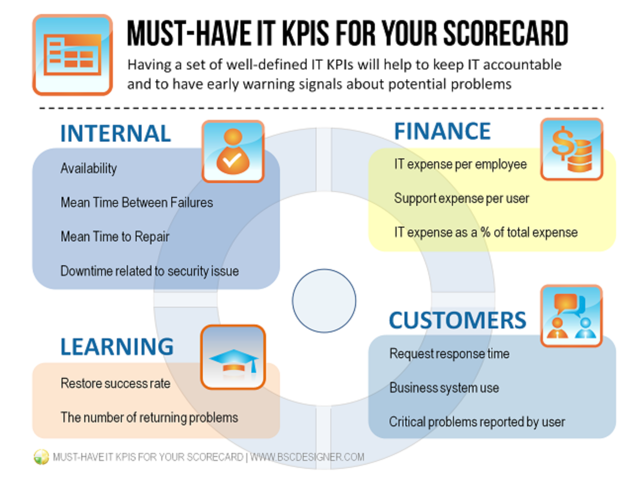 MUST-HAVE IT KPIS FOR YOUR SCORECARD
Having a set of well-defined IT KPIs will help to keep IT accountable
and to have early warning signals about potential problems
INTERNAL
Availability
Mean Time Between Failures
Mean Time to Repair
Downtime related to security issue
FINANCE
IT expense per employee
Support expense per user
IT expense as a % of total expense
LEARNING
Restore success rate
The number of returning problems
CUSTOMERS
Request response time
Business system use
Critical problems reported by user
MUST-HAVE IT KPIS FOR YOUR SCORECARD | WWW.BSCDESIGNER.COM